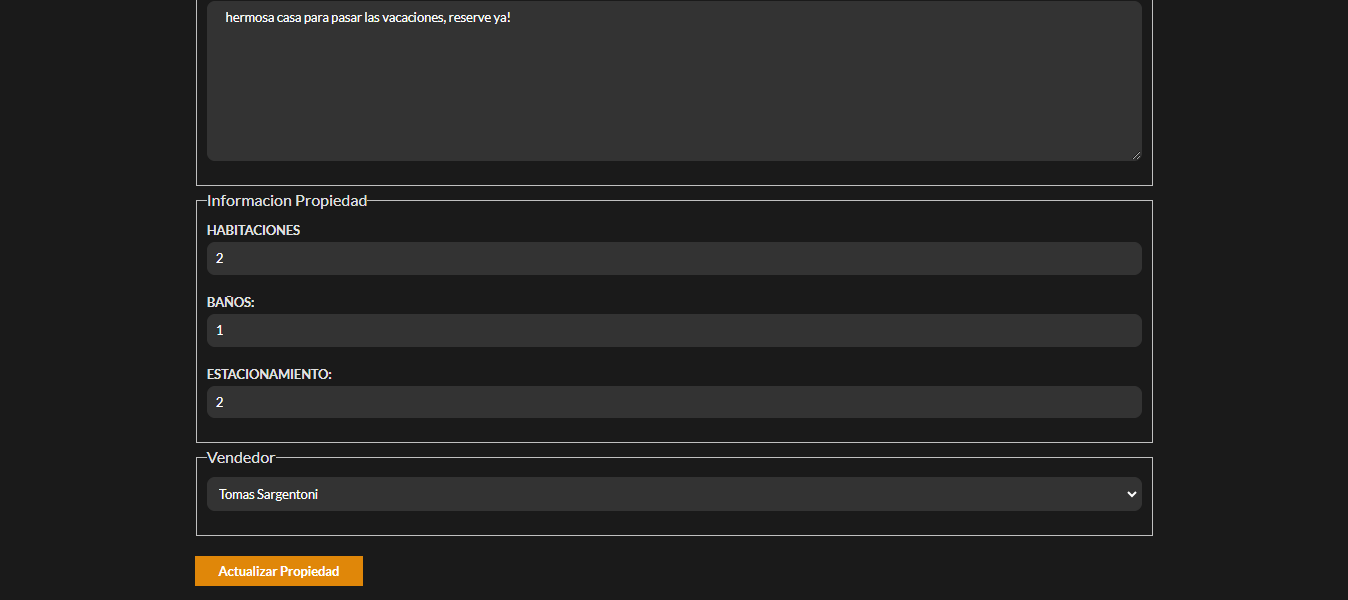 hermosa casa para pasar las vacaciones, reserve ya!
Informacion Propiedad
HABITACIONES
2
BAÑOS:
1
ESTACIONAMIENTO:
2
Vendedor
Tomas Sargentoni
Actualizar Propiedad